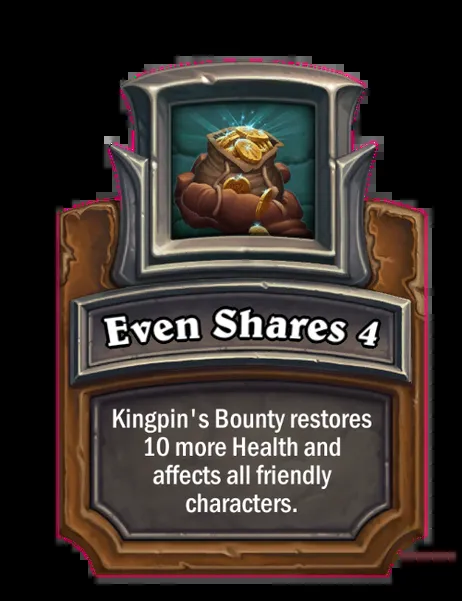 Even Shares 4
Kingpin's Bounty restores
10 more Health and
affects all friendly
characters.